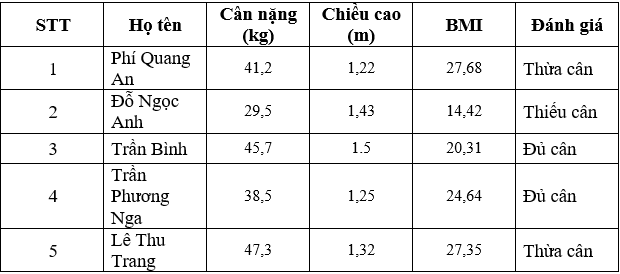 STT Họ tên Cân nặng (kg) Chiều cao (m) BMI Đánh giá
1 Phí Quang An 41,2 1,22 27,68 Thừa cân
2 Đỗ Ngọc Anh 29,5 1,43 14,42 Thiếu cân
3 Trần Bình 45,7 1.5 20,31 Đủ cân
4 Trần Phương Nga 38,5 1,25 24,64 Đủ cân
5 Lê Thu Trang 47,3 1,32 27,35 Thừa cân